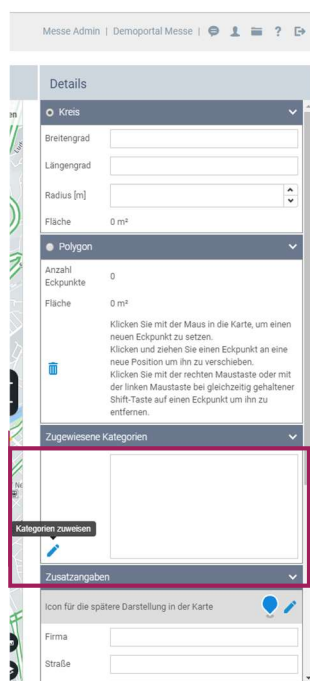 Messe Admin | Demoportal Messe |
Details
en
Kreis
Breitengrad
Längengrad
Radius [m]
Fläche 0 m²
Polygon
Anzahl
Eckpunkte 0
Fläche 0 m²
Klicken Sie mit der Maus in die Karte, um einen
neuen Eckpunkt zu setzen.
Klicken und ziehen Sie einen Eckpunkt an eine
neue Position um ihn zu verschieben.
Klicken Sie mit der rechten Maustaste oder mit
der linken Maustaste bei gleichzeitig gehaltener
Shift-Taste auf einen Eckpunkt um ihn zu
entfernen.
Zugewiesene Kategorien
Ne
Kategorien zuweisen
Zusatzangaben
Icon für die spätere Darstellung in der Karte
Firma
Straße